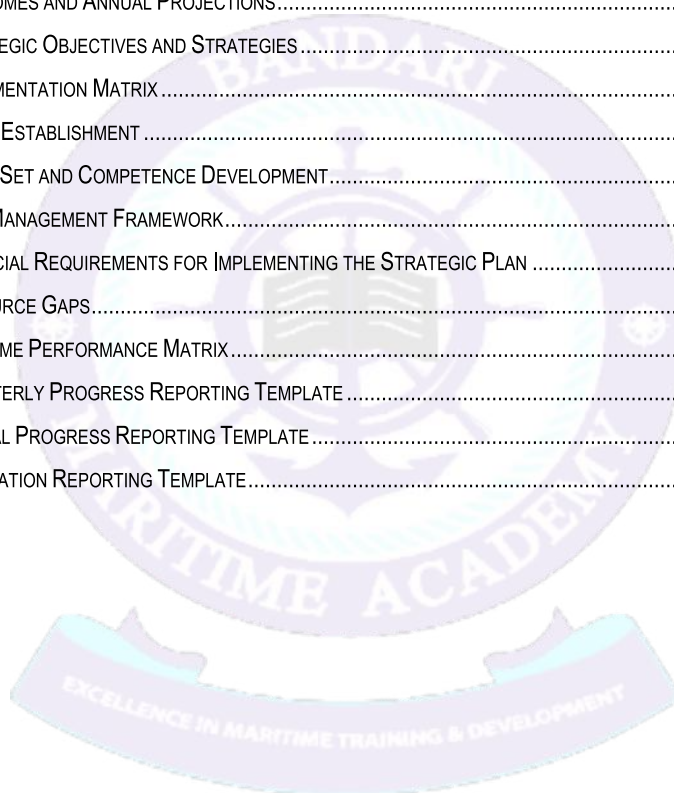 OMES AND ANNUAL PROJECTIONS....................................................................
EGIC OBJECTIVES AND STRATEGIES....................................................................
MENTATION MATRIX....................................................................
ESTABLISHMENT....................................................................
SET AND COMPETENCE DEVELOPMENT....................................................................
MANAGEMENT FRAMEWORK....................................................................
CIAL REQUIREMENTS FOR IMPLEMENTING THE STRATEGIC PLAN....................................................................
URCE GAPS....................................................................
ME PERFORMANCE MATRIX....................................................................
TERLY PROGRESS REPORTING TEMPLATE....................................................................
L PROGRESS REPORTING TEMPLATE....................................................................
ATION REPORTING TEMPLATE....................................................................
BANDARI
MARITIME ACADEMY
EXCELLENCE IN MARITIME TRAINING & DEVELOPMENT